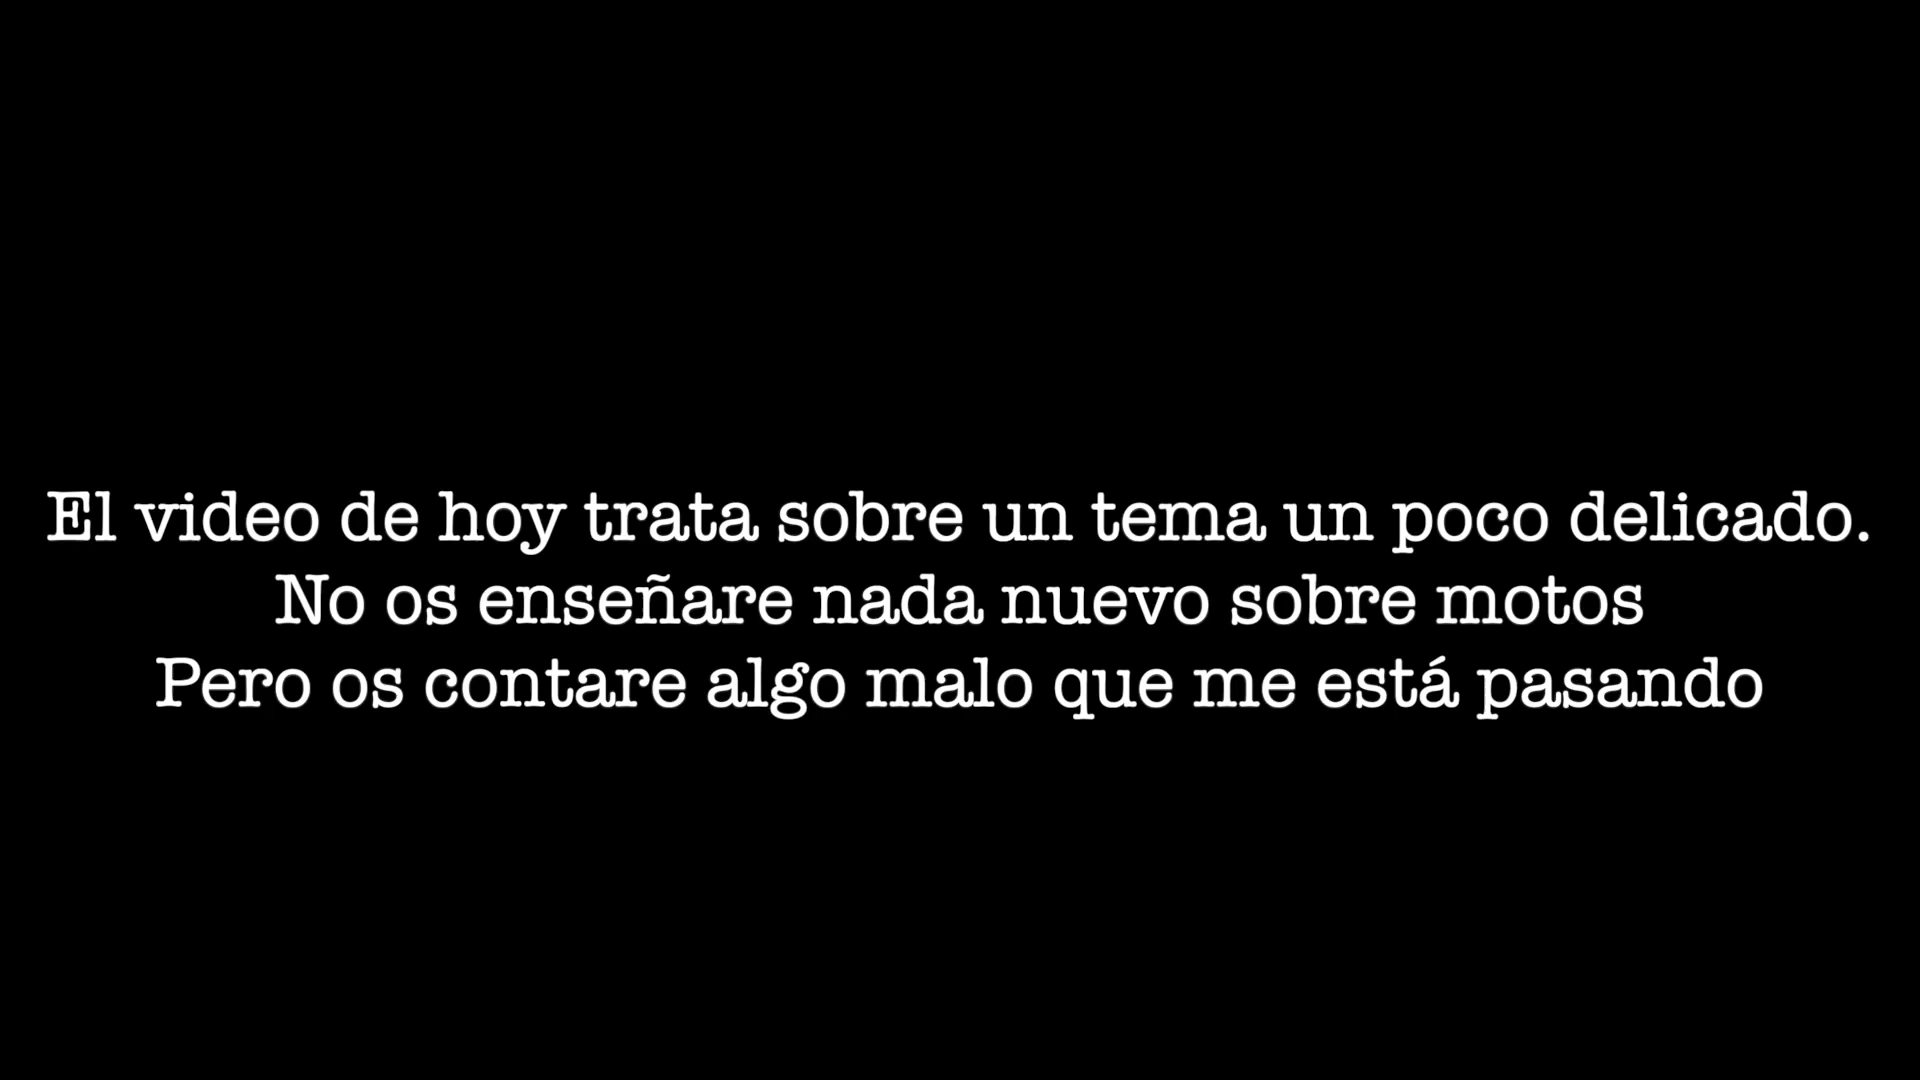 El video de hoy trata sobre un tema un poco delicado.
No os enseñare nada nuevo sobre motos
Pero os contare algo malo que me está pasando